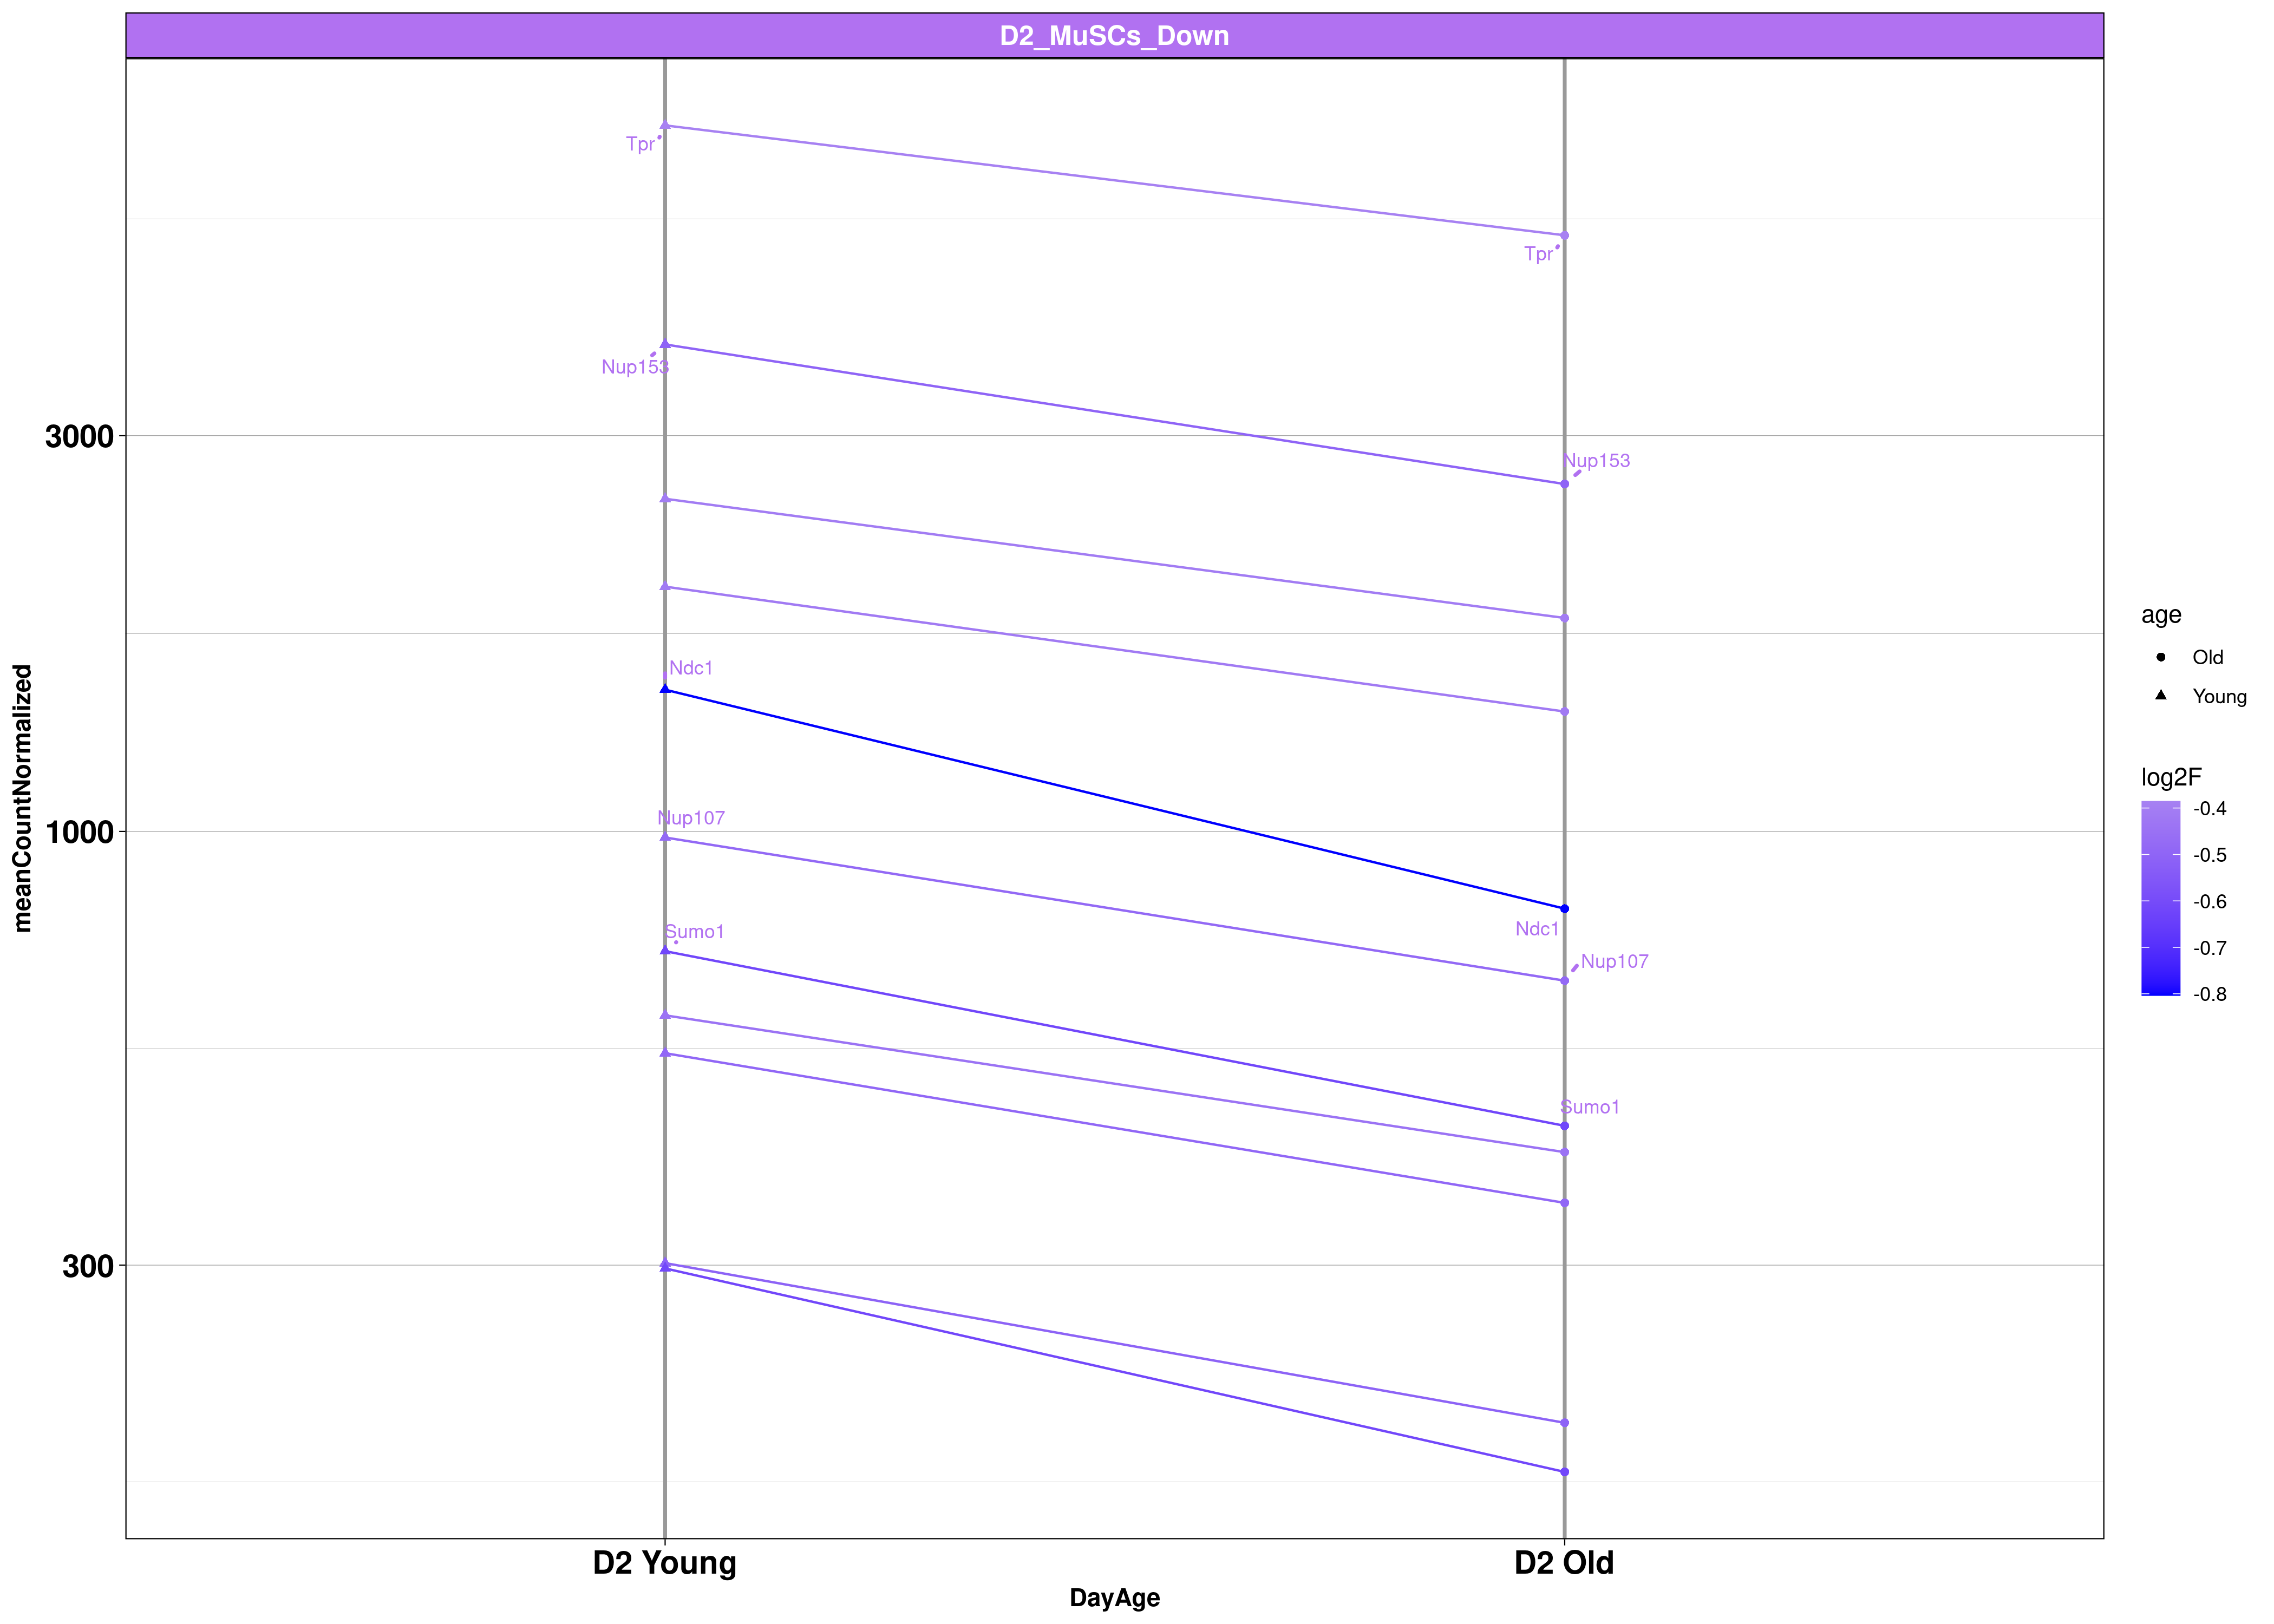 D2_MuSCs_Down
Tpr
Tpr
Nup153
Nup153
3000
Ndc1
Nup107
1000
Sumo1
Ndc1
Nup107
Sumo1
300
meanCountNormalized
D2 Young
D2 Old
DayAge
age
Old
Young
log2F
-0.4
-0.5
-0.6
-0.7
-0.8